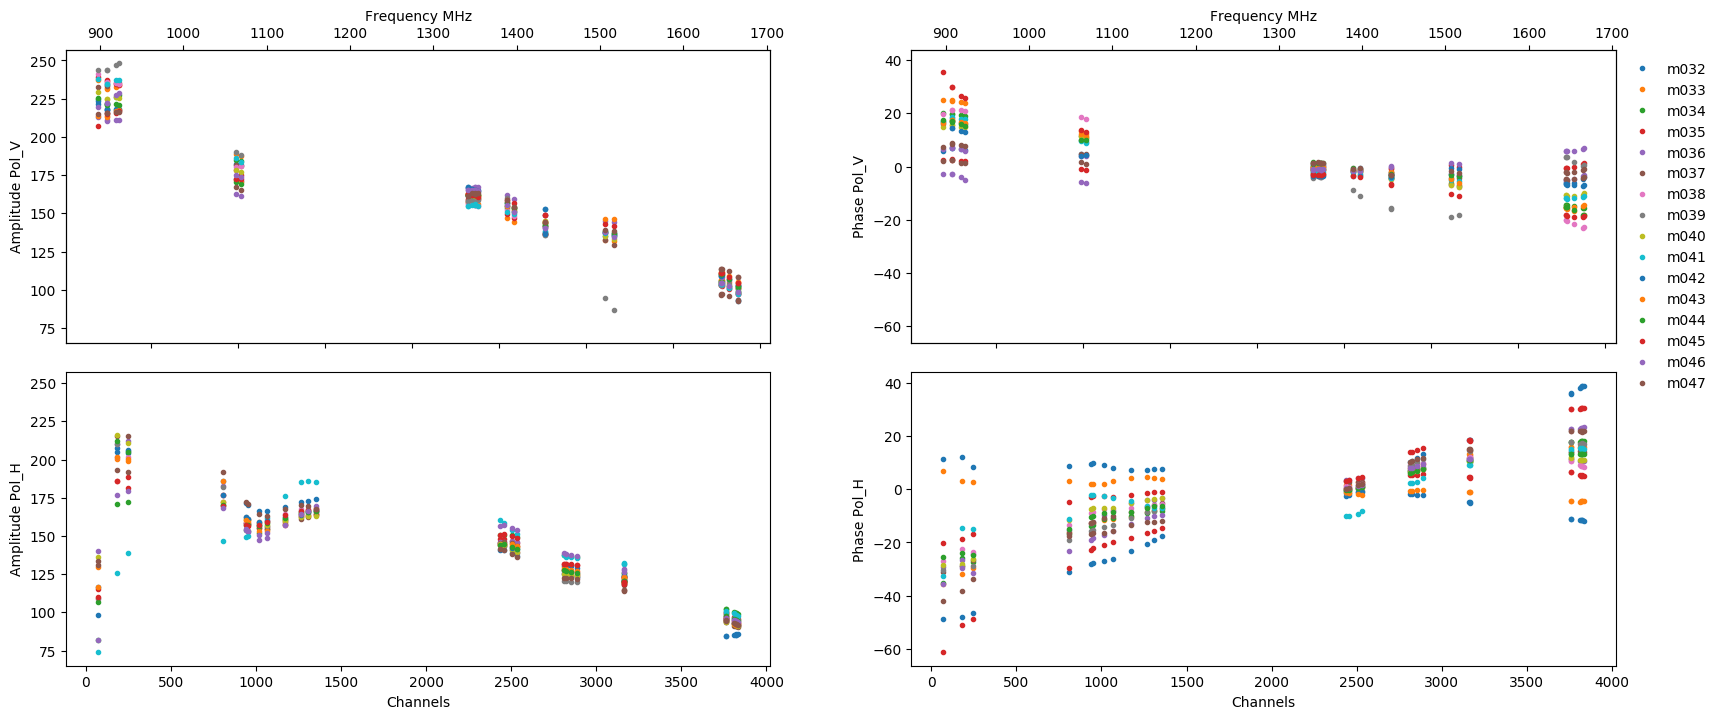 Frequency MHz
900 1000 1100 1200 1300 1400 1500 1600 1700
250
225
200
175
150
125
100
75
Amplitude Pol_V
Frequency MHz
900 1000 1100 1200 1300 1400 1500 1600 1700
40
20
0
−20
−40
−60
Phase Pol_V
m032
m033
m034
m035
m036
m037
m038
m039
m040
m041
m042
m043
m044
m045
m046
m047
250
225
200
175
150
125
100
75
Amplitude Pol_H
0 500 1000 1500 2000 2500 3000 3500 4000
Channels
40
20
0
−20
−40
−60
Phase Pol_H
0 500 1000 1500 2000 2500 3000 3500 4000
Channels